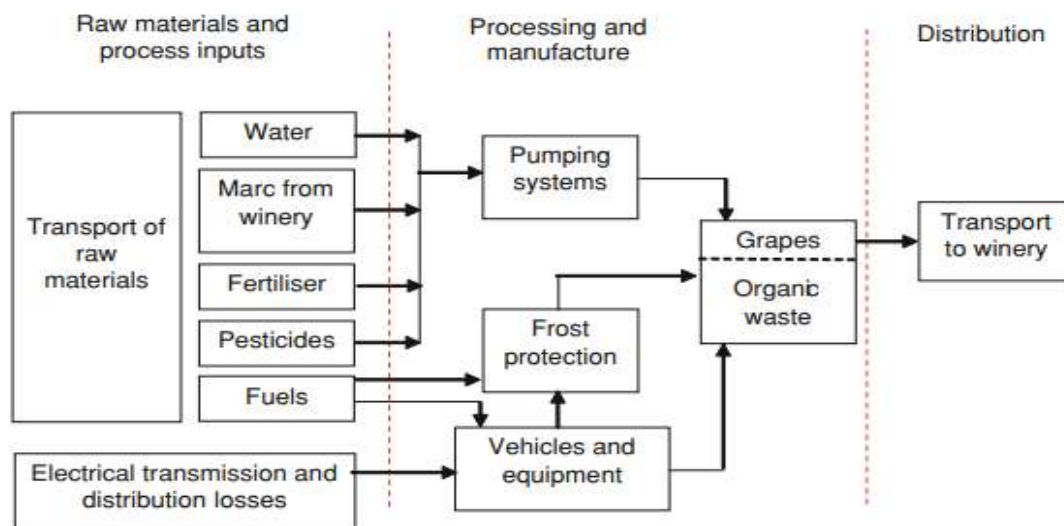 Raw materials and
process inputs
Processing and
manufacture
Distribution
Transport of
raw
materials
Water
Marc from
winery
Fertiliser
Pesticides
Fuels
Electrical transmission and
distribution losses
Pumping
systems
Frost
protection
Vehicles and
equipment
Grapes
Organic
waste
Transport
to winery